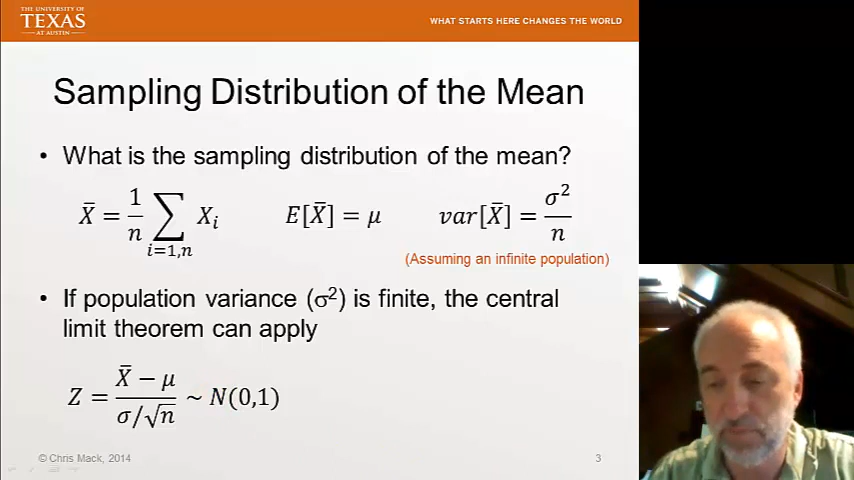 THE UNIVERSITY OF
TEXAS
AT AUSTIN
WHAT STARTS HERE CHANGES THE WORLD
Sampling Distribution of the Mean
• What is the sampling distribution of the mean?
X̄ = 1/n ∑_{i=1,n} X_i   E[X̄] = μ   var[X̄] = σ²/n
(Assuming an infinite population)
• If population variance (σ²) is finite, the central
limit theorem can apply
Z = (X̄ − μ)/(σ/√n) ~ N(0,1)
© Chris Mack, 2014
3